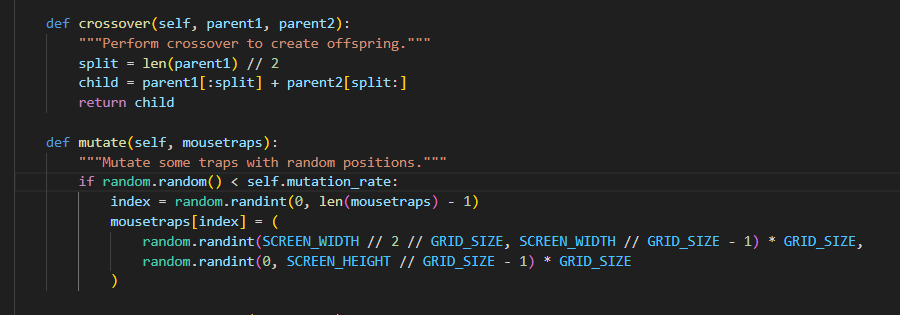 def crossover(self, parent1, parent2):
    """Perform crossover to create offspring."""
    split = len(parent1) // 2
    child = parent1[:split] + parent2[split:]
    return child

def mutate(self, mousetraps):
    """Mutate some traps with random positions."""
    if random.random() < self.mutation_rate:
        index = random.randint(0, len(mousetraps) - 1)
        mousetraps[index] = (
            random.randint(SCREEN_WIDTH // 2 // GRID_SIZE, SCREEN_WIDTH // GRID_SIZE - 1) * GRID_SIZE,
            random.randint(0, SCREEN_HEIGHT // GRID_SIZE - 1) * GRID_SIZE
        )